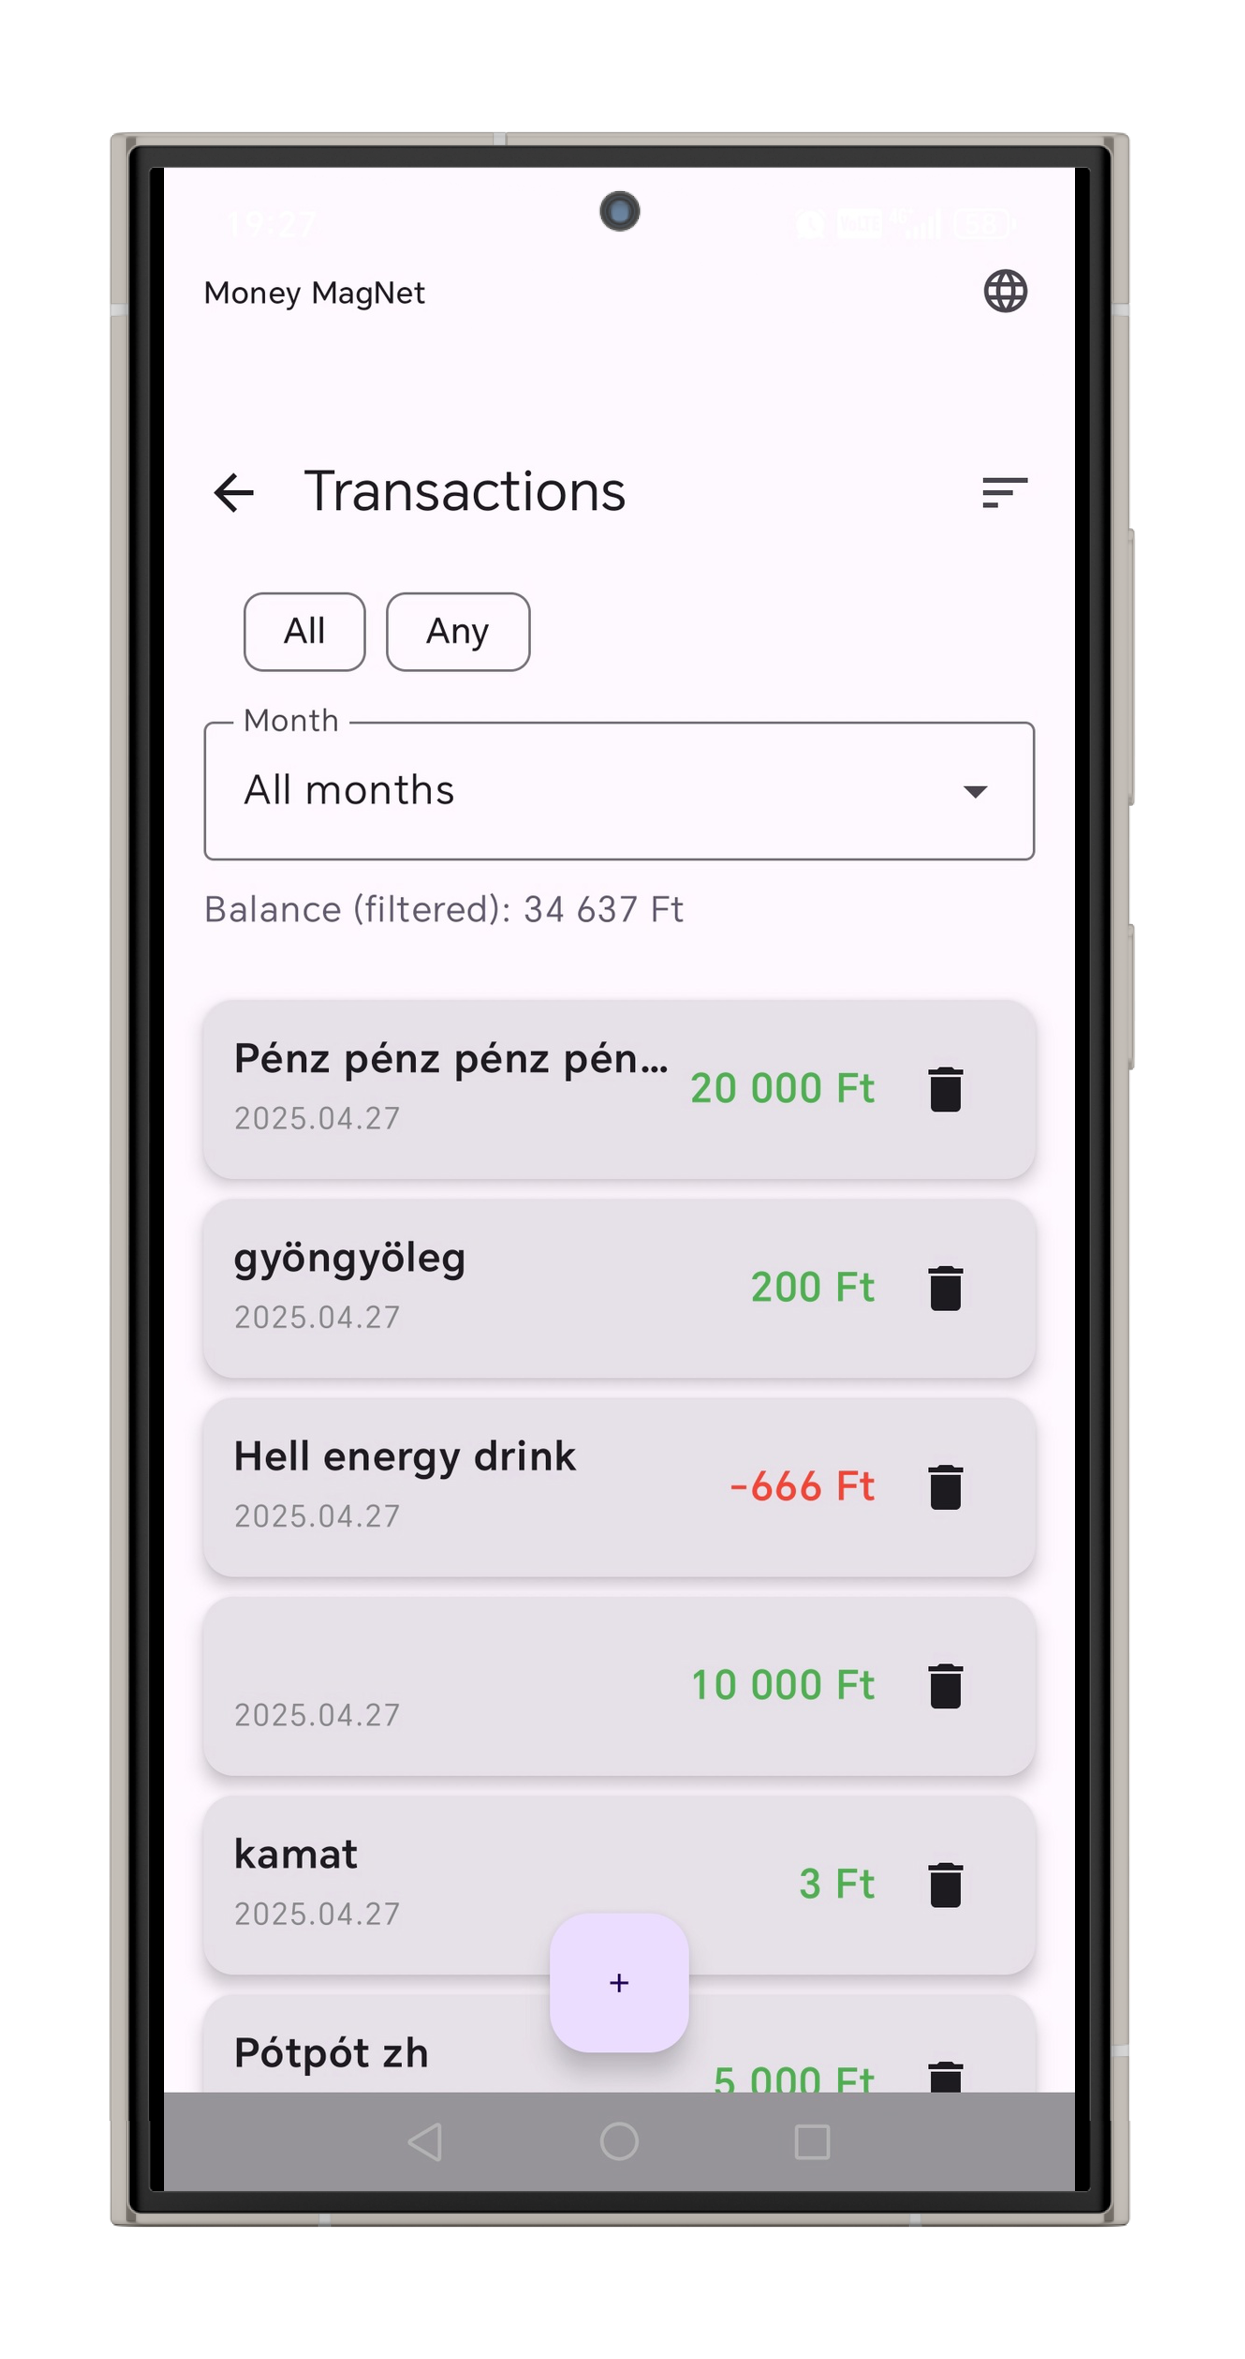 19:27
Money MagNet
Transactions
All
Any
Month
All months
Balance (filtered): 34 637 Ft
Pénz pénz pénz pén...
20 000 Ft
2025.04.27
gyöngyöleg
200 Ft
2025.04.27
Hell energy drink
-666 Ft
2025.04.27
10 000 Ft
2025.04.27
kamat
3 Ft
2025.04.27
+
Pótpót zh
5 000 Ft